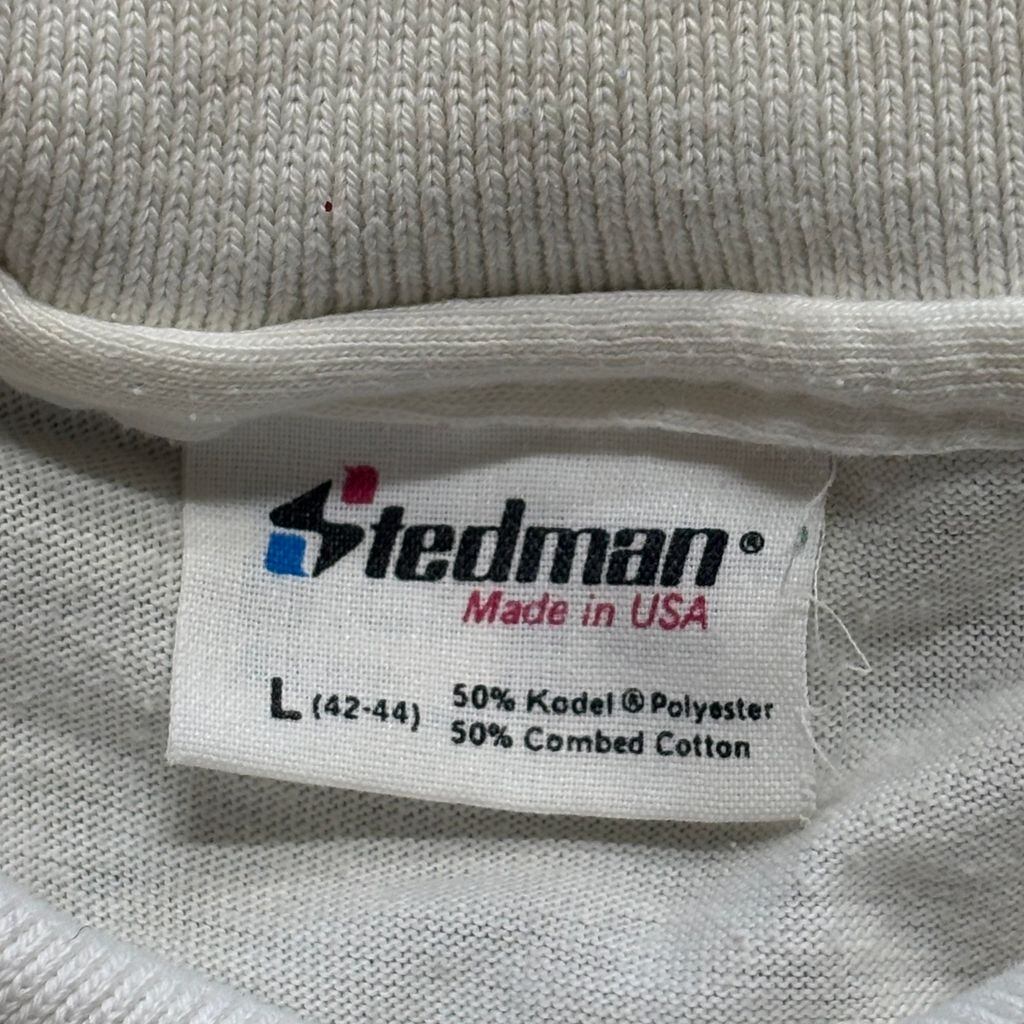 Stedman®
Made in USA
L (42-44)
50% Kodel® Polyester
50% Combed Cotton